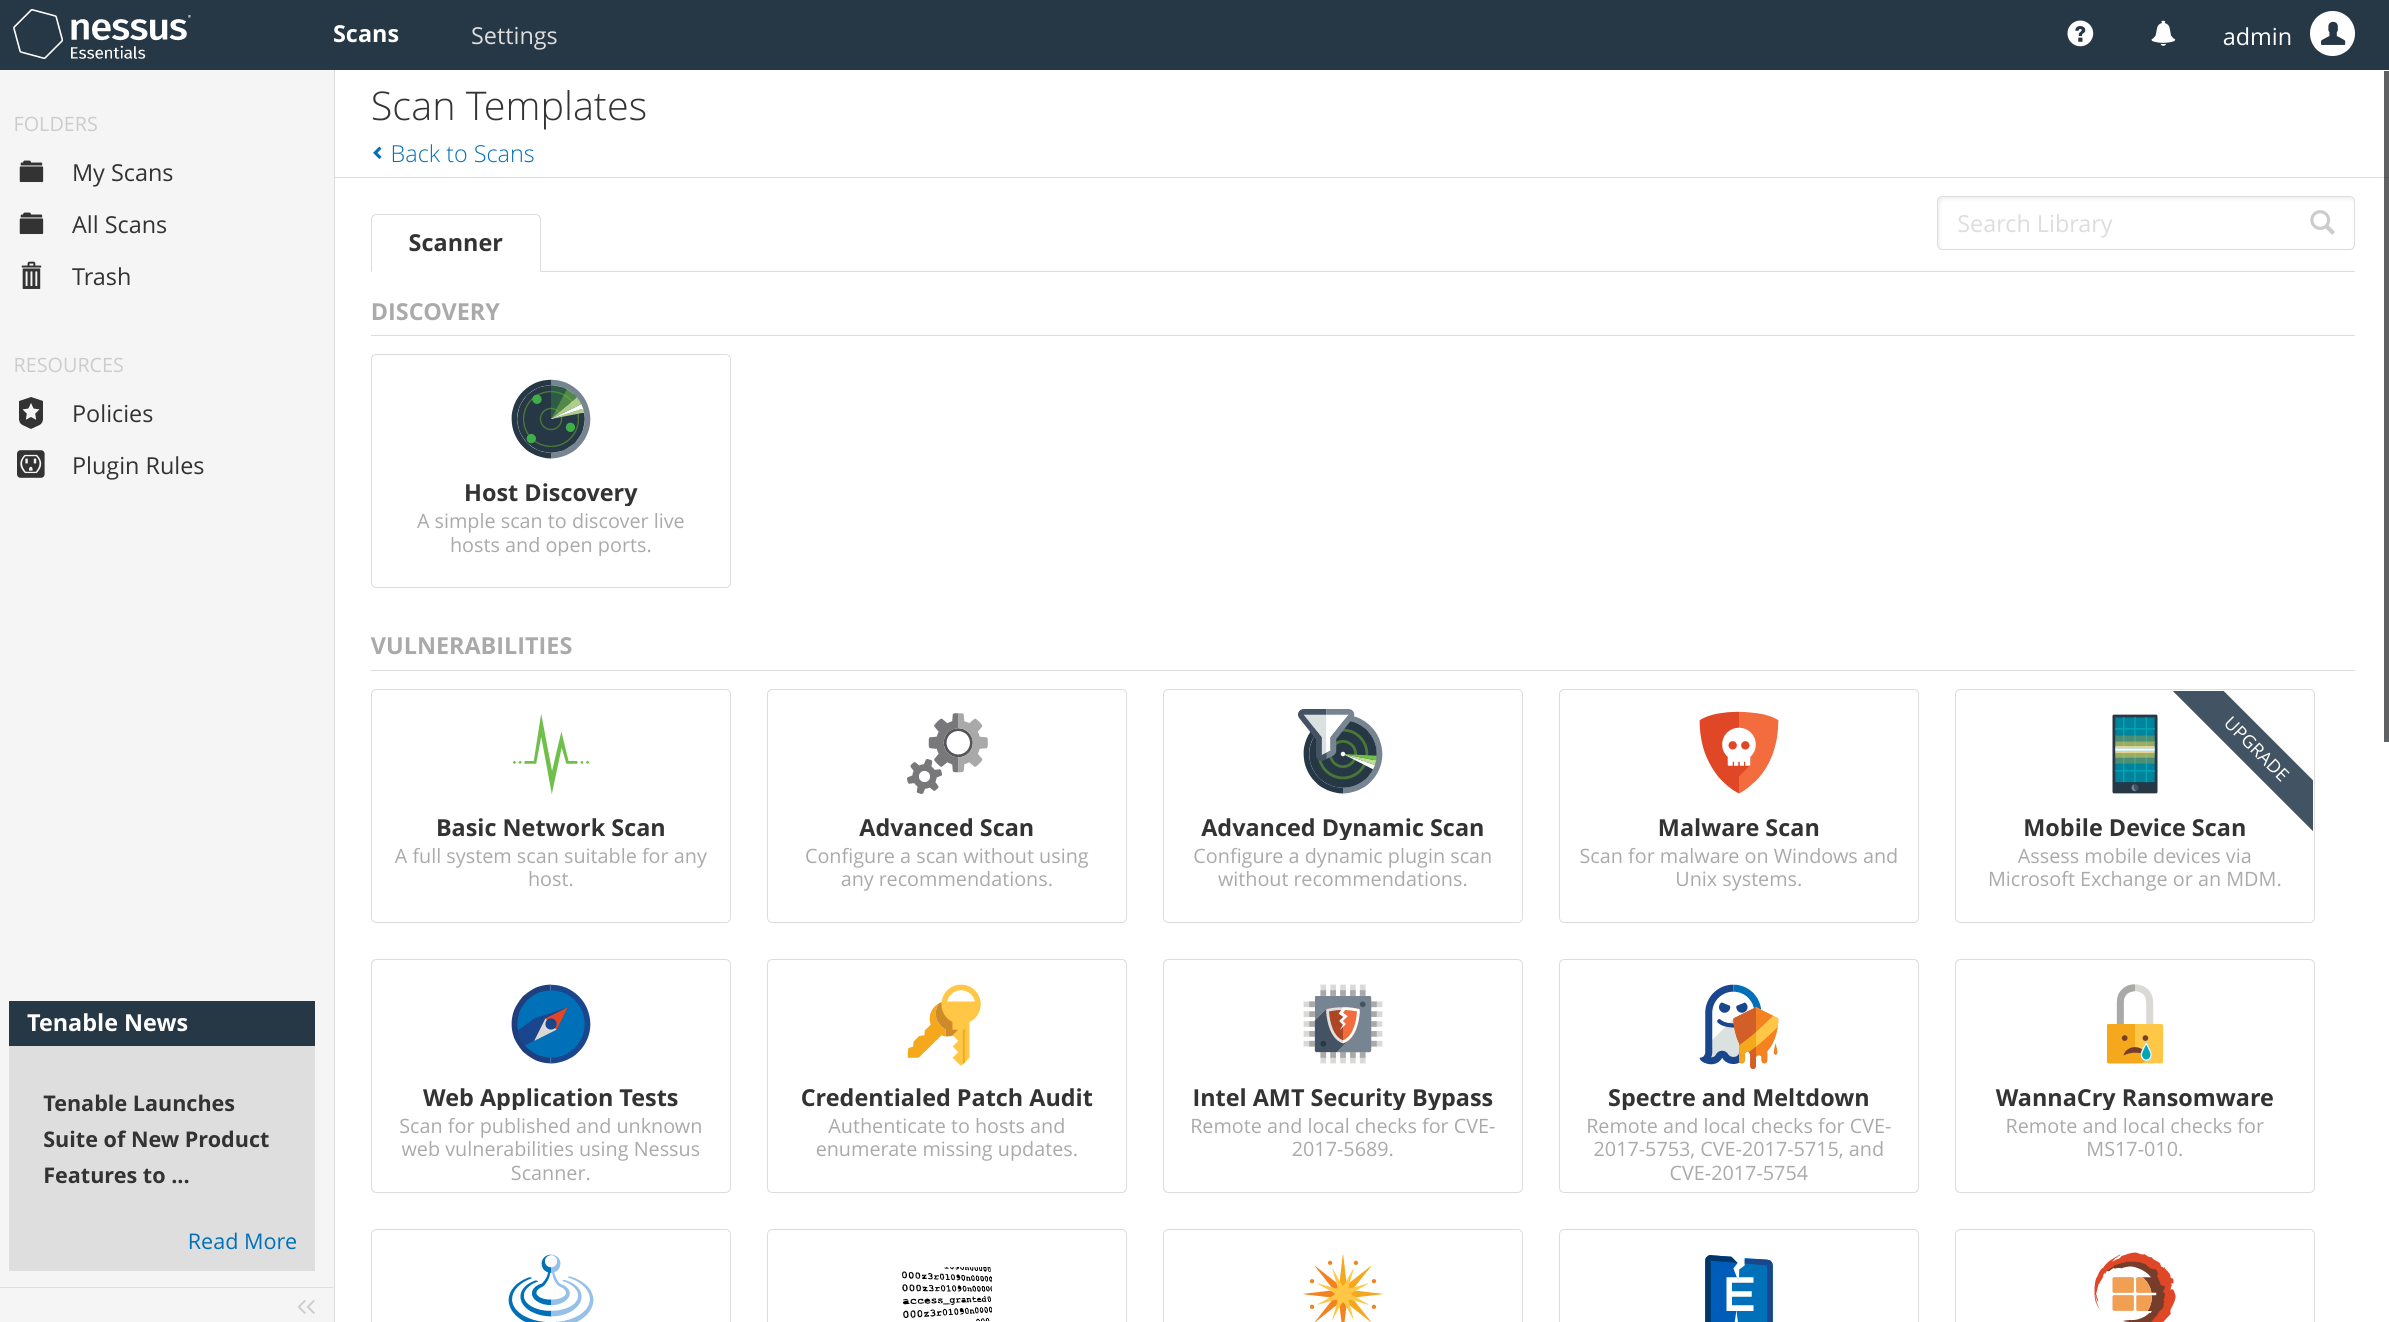 nessus
Essentials
Scans
Settings
admin
FOLDERS
My Scans
All Scans
Trash
RESOURCES
Policies
Plugin Rules
Tenable News
Tenable Launches
Suite of New Product
Features to ...
Read More
Scan Templates
Back to Scans
Scanner
Search Library
DISCOVERY
Host Discovery
A simple scan to discover live
hosts and open ports.
VULNERABILITIES
Basic Network Scan
A full system scan suitable for any
host.
Advanced Scan
Configure a scan without using
any recommendations.
Advanced Dynamic Scan
Configure a dynamic plugin scan
without recommendations.
Malware Scan
Scan for malware on Windows and
Unix systems.
UPGRADE
Mobile Device Scan
Assess mobile devices via
Microsoft Exchange or an MDM.
Web Application Tests
Scan for published and unknown
web vulnerabilities using Nessus
Scanner.
Credentialed Patch Audit
Authenticate to hosts and
enumerate missing updates.
Intel AMT Security Bypass
Remote and local checks for CVE-
2017-5689.
Spectre and Meltdown
Remote and local checks for CVE-
2017-5753, CVE-2017-5715, and
CVE-2017-5754
WannaCry Ransomware
Remote and local checks for
MS17-010.
000z3r01090n00000
000z3r01090n00000
access_granted0
000z3r01090n0000
E